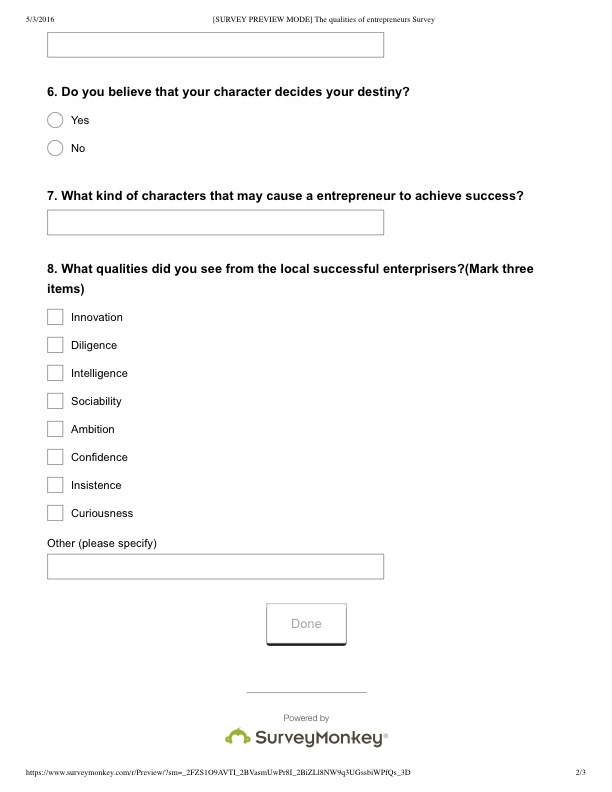 5/3/2016 [SURVEY PREVIEW MODE] The qualities of entrepreneurs Survey
6. Do you believe that your character decides your destiny?
Yes
No
7. What kind of characters that may cause a entrepreneur to achieve success?
8. What qualities did you see from the local successful enterprisers?(Mark three
items)
Innovation
Diligence
Intelligence
Sociability
Ambition
Confidence
Insistence
Curiousness
Other (please specify)
Done
Powered by
SurveyMonkey®
https://www.surveymonkey.com/r/Preview/?sm=_2FZS1O9AVTI_2BVasmUwPr8I_2BiZLl8NW9q3UGssbiWPfQs_3D 2/3